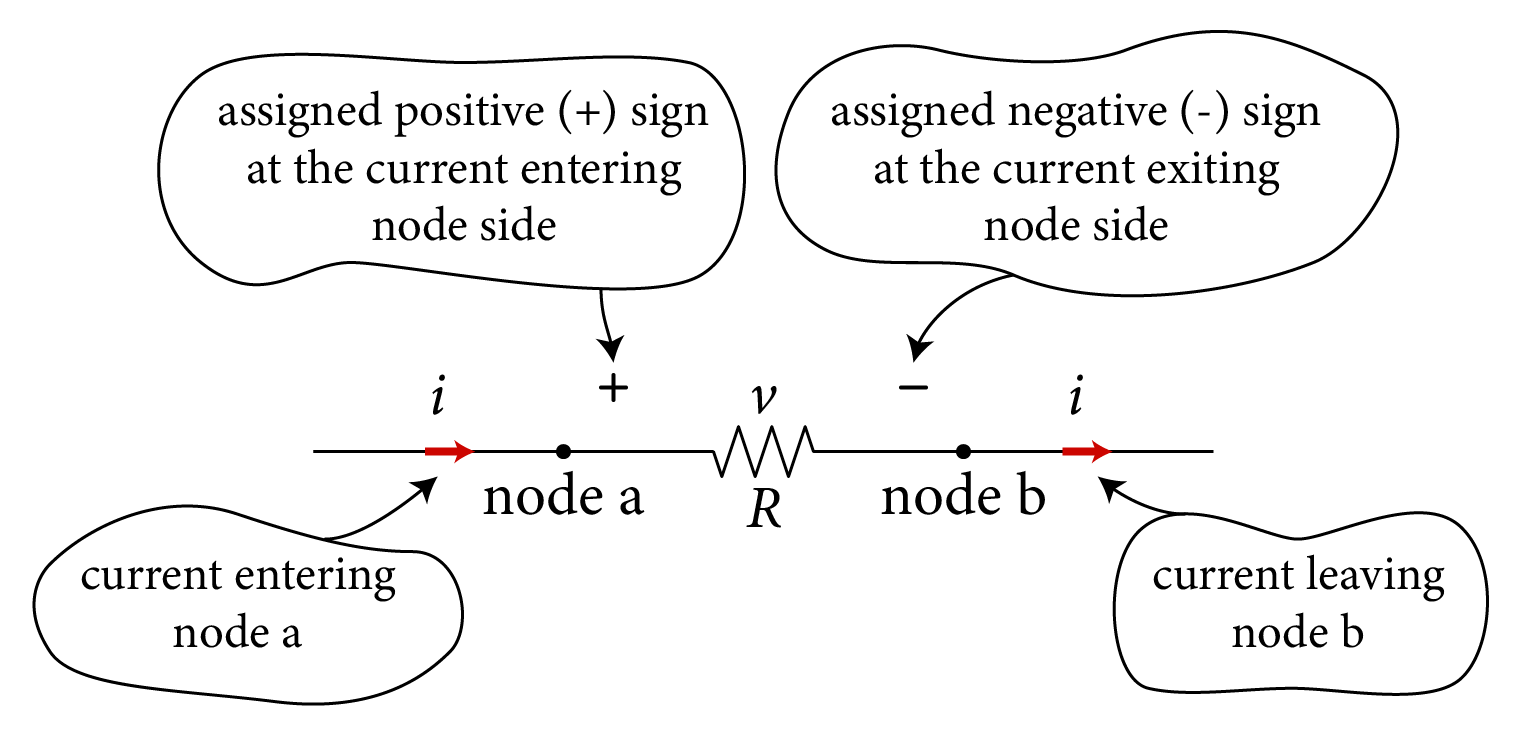 assigned positive (+) sign
at the current entering
node side
assigned negative (-) sign
at the current exiting
node side
i
+
v
−
i
node a
R
node b
current entering
node a
current leaving
node b